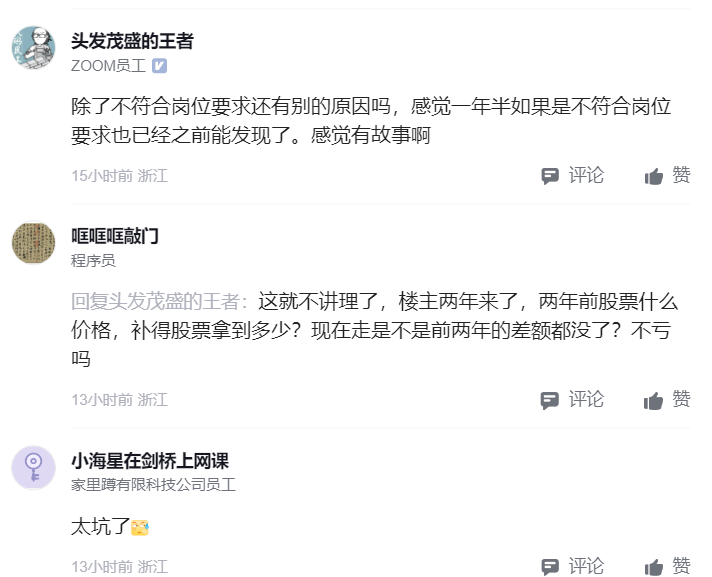 头发茂盛的王者
ZOOM员工
除了不符合岗位要求还有别的原因吗，感觉一年半如果是不符合岗位
要求也已经之前能发现了。感觉有故事啊
15小时前 浙江 评论 赞
哐哐哐敲门
程序员
回复头发茂盛的王者：这就不讲理了，楼主两年来了，两年前股票什么
价格，补得股票拿到多少？现在走是不是前两年的差额都没了？不亏
吗
13小时前 浙江 评论 赞
小海星在剑桥上网课
家里蹲有限科技公司员工
太坑了
13小时前 浙江 评论 赞